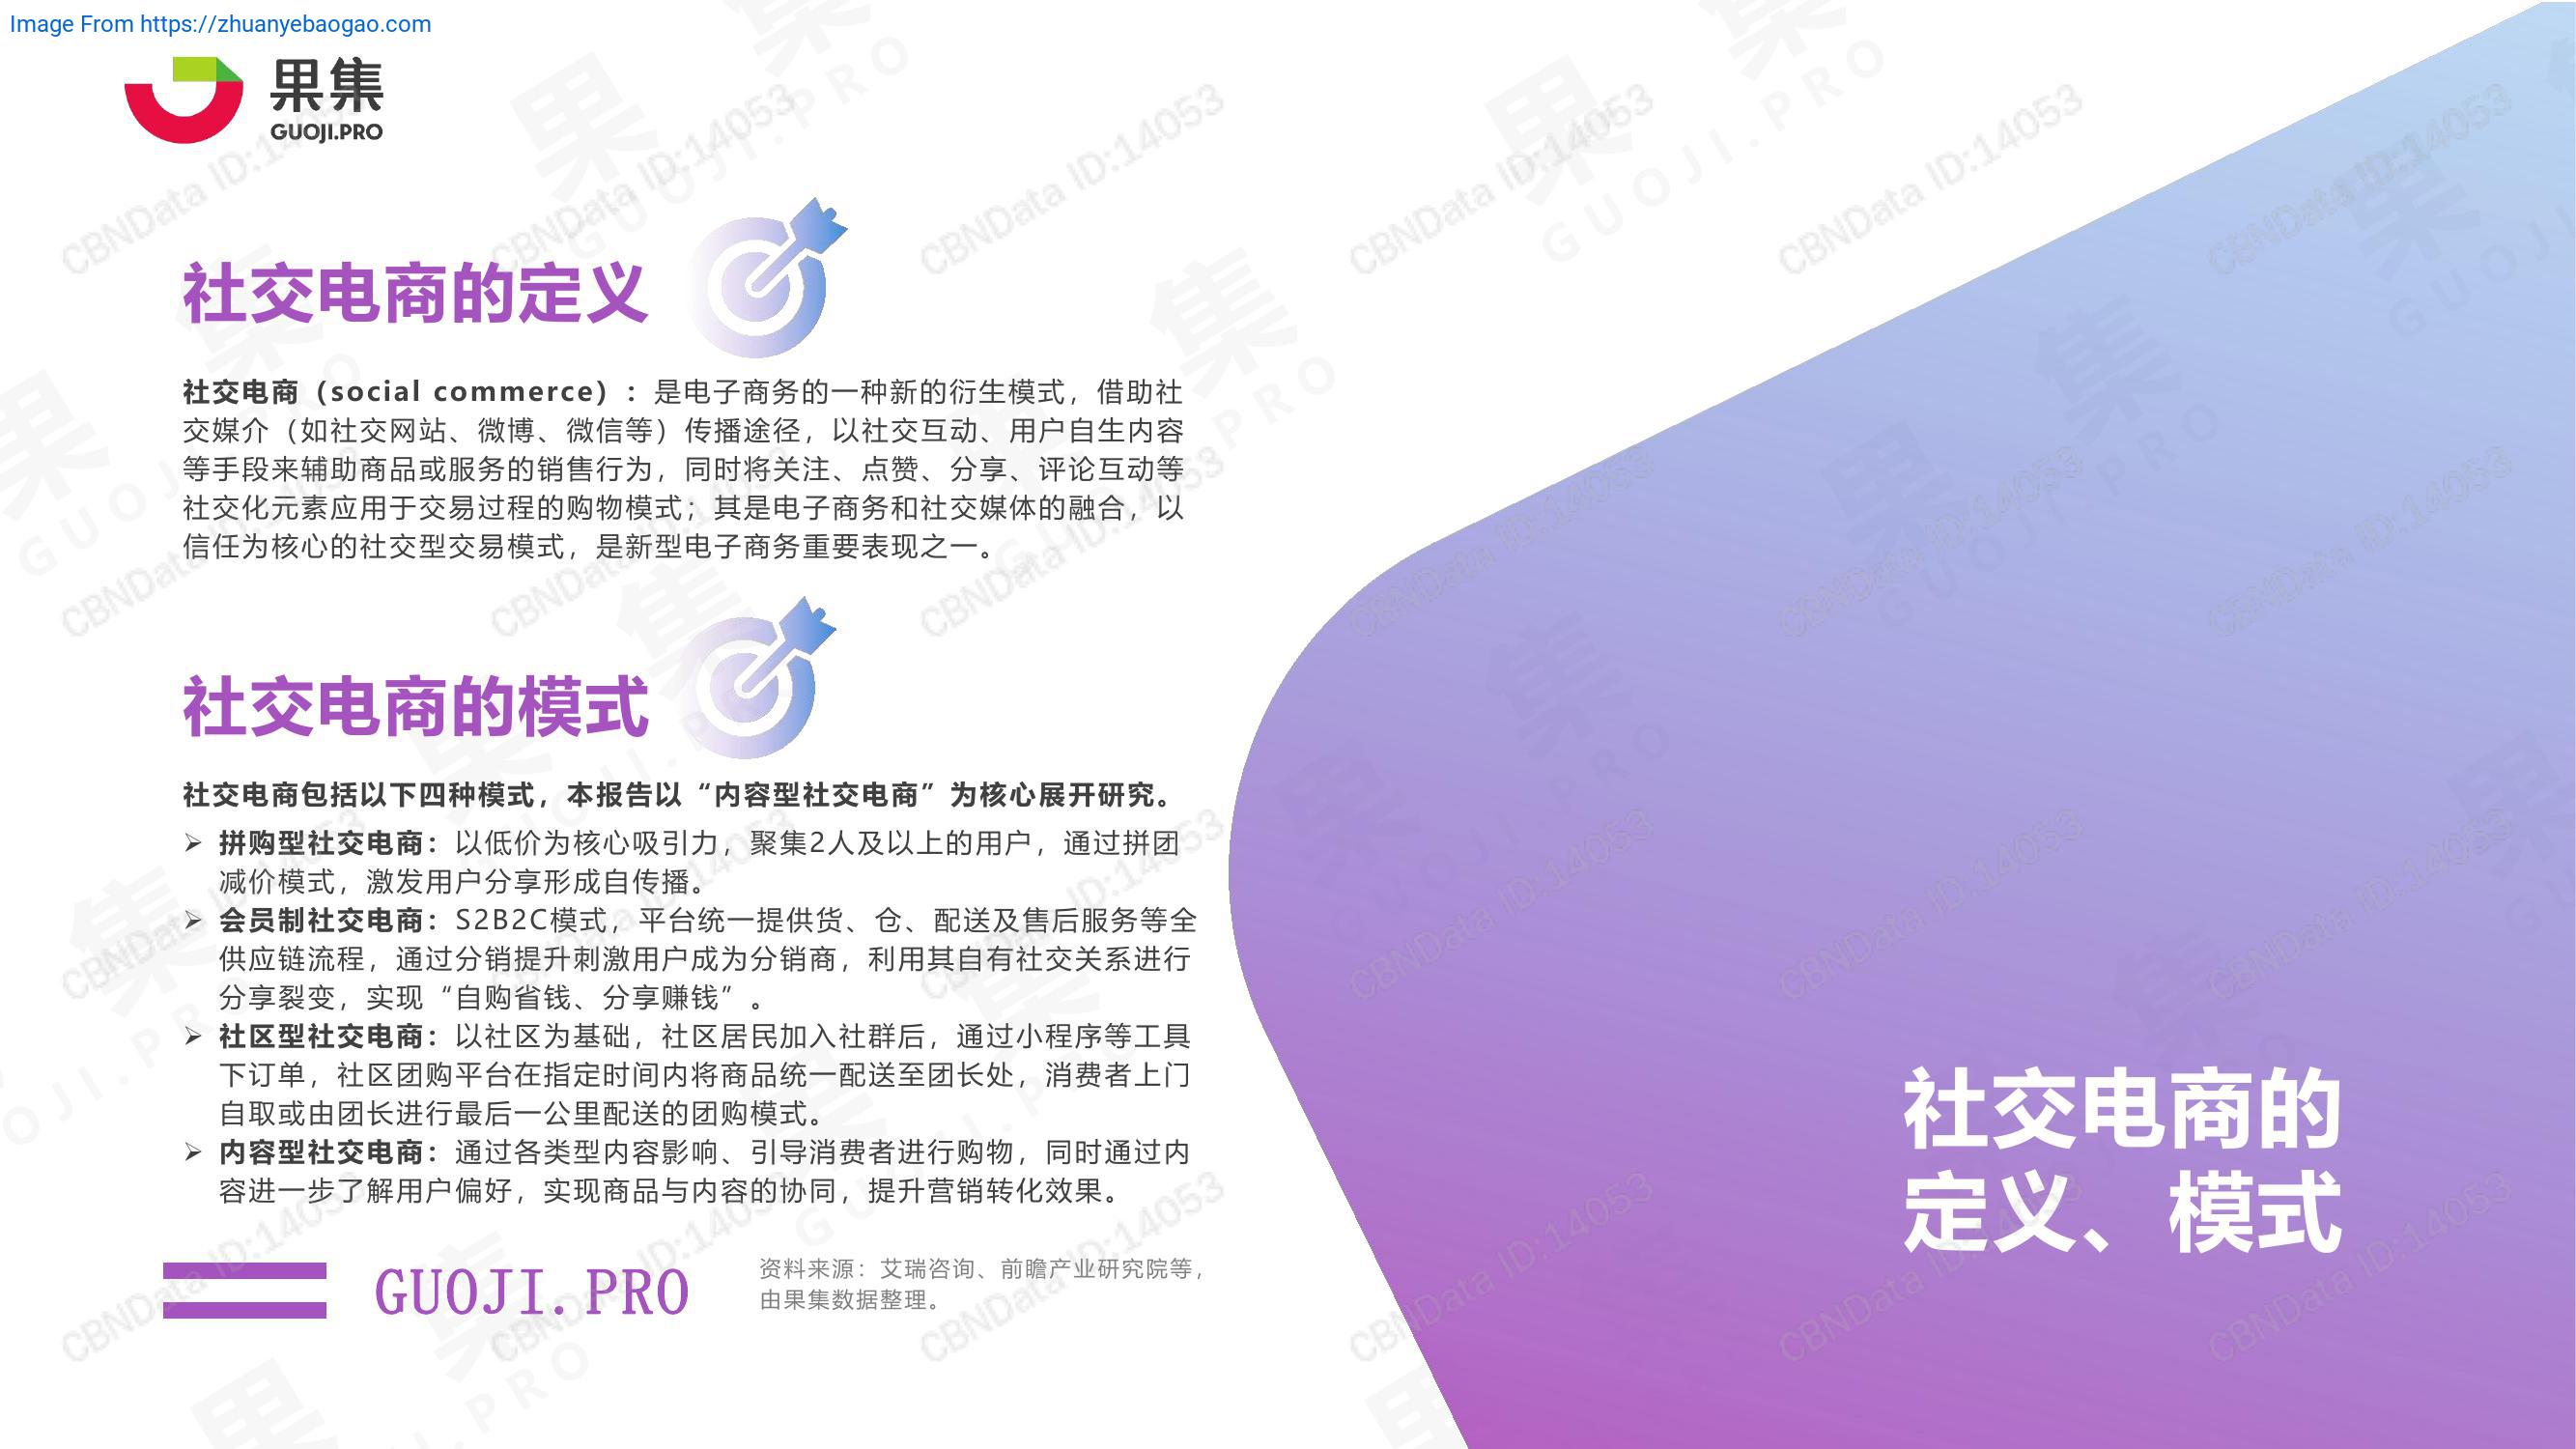 Image From https://zhuanyebaogao.com
果集
GUOJI.PRO
社交电商的定义
社交电商（social commerce）：是电子商务的一种新的衍生模式，借助社
交媒介（如社交网站、微博、微信等）传播途径，以社交互动、用户自生内容
等手段来辅助商品或服务的销售行为，同时将关注、点赞、分享、评论互动等
社交化元素应用于交易过程的购物模式；其是电子商务和社交媒体的融合，以
信任为核心的社交型交易模式，是新型电子商务重要表现之一。
社交电商的模式
社交电商包括以下四种模式，本报告以“内容型社交电商”为核心展开研究。
➢ 拼购型社交电商：以低价为核心吸引力，聚集2人及以上的用户，通过拼团
减价模式，激发用户分享形成自传播。
➢ 会员制社交电商：S2B2C模式，平台统一提供货、仓、配送及售后服务等全
供应链流程，通过分销提升刺激用户成为分销商，利用其自有社交关系进行
分享裂变，实现“自购省钱、分享赚钱”。
➢ 社区型社交电商：以社区为基础，社区居民加入社群后，通过小程序等工具
下订单，社区团购平台在指定时间内将商品统一配送至团长处，消费者上门
自取或由团长进行最后一公里配送的团购模式。
➢ 内容型社交电商：通过各类型内容影响、引导消费者进行购物，同时通过内
容进一步了解用户偏好，实现商品与内容的协同，提升营销转化效果。
GUOJI.PRO
资料来源：艾瑞咨询、前瞻产业研究院等，
由果集数据整理。
社交电商的
定义、模式
CBNData ID:14053